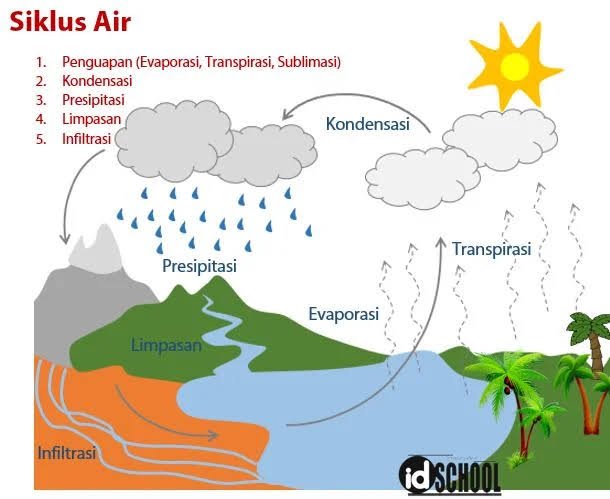 Siklus Air
1. Penguapan (Evaporasi, Transpirasi, Sublimasi)
2. Kondensasi
3. Presipitasi
4. Limpasan
5. Infiltrasi
Kondensasi
Presipitasi
Transpirasi
Evaporasi
Limpasan
Infiltrasi
idSCHOOL